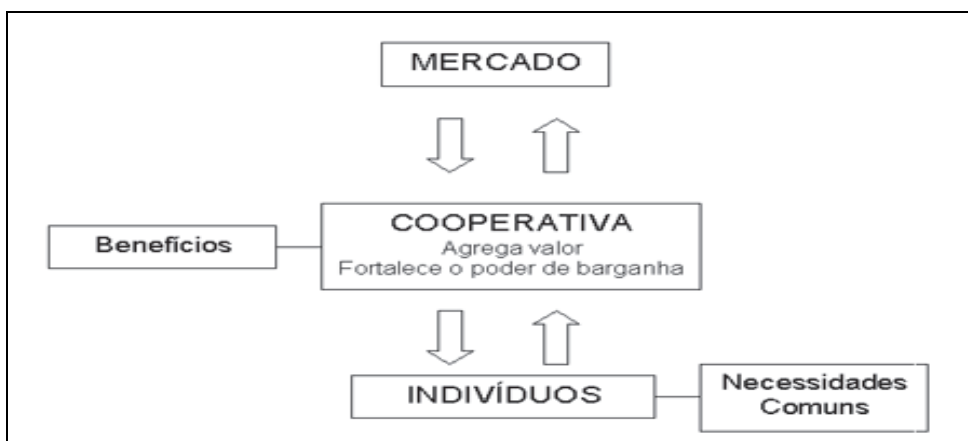 MERCADO
COOPERATIVA
Agrega valor
Fortalece o poder de barganha
Benefícios
INDIVÍDUOS
Necessidades
Comuns